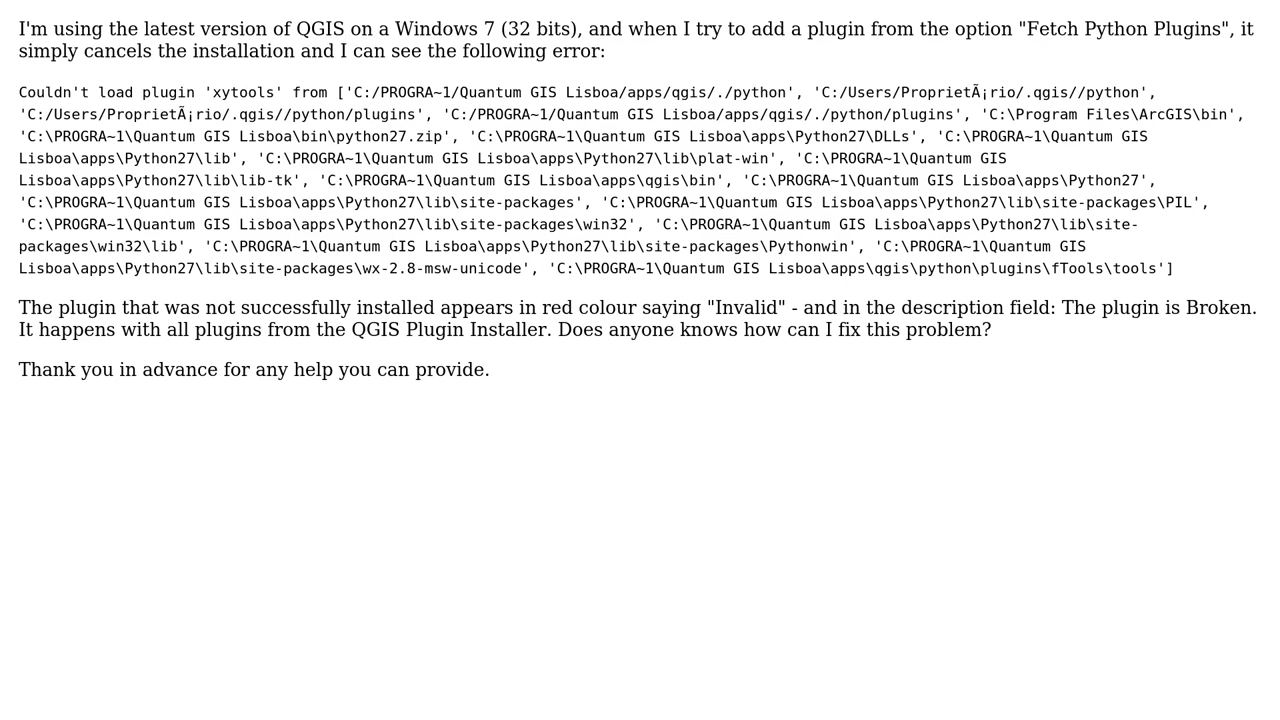 I'm using the latest version of QGIS on a Windows 7 (32 bits), and when I try to add a plugin from the option "Fetch Python Plugins", it
simply cancels the installation and I can see the following error:
Couldn't load plugin 'xytools' from ['C:/PROGRA~1/Quantum GIS Lisboa/apps/qgis/./python', 'C:/Users/ProprietÃ¡rio/.qgis//python',
'C:/Users/ProprietÃ¡rio/.qgis//python/plugins', 'C:/PROGRA~1/Quantum GIS Lisboa/apps/qgis/./python/plugins', 'C:\Program Files\ArcGIS\bin',
'C:\PROGRA~1\Quantum GIS Lisboa\bin\python27.zip', 'C:\PROGRA~1\Quantum GIS Lisboa\apps\Python27\DLLs', 'C:\PROGRA~1\Quantum GIS
Lisboa\apps\Python27\lib', 'C:\PROGRA~1\Quantum GIS Lisboa\apps\Python27\lib\plat-win', 'C:\PROGRA~1\Quantum GIS
Lisboa\apps\Python27\lib\lib-tk', 'C:\PROGRA~1\Quantum GIS Lisboa\apps\qgis\bin', 'C:\PROGRA~1\Quantum GIS Lisboa\apps\Python27',
'C:\PROGRA~1\Quantum GIS Lisboa\apps\Python27\lib\site-packages', 'C:\PROGRA~1\Quantum GIS Lisboa\apps\Python27\lib\site-packages\PIL',
'C:\PROGRA~1\Quantum GIS Lisboa\apps\Python27\lib\site-packages\win32', 'C:\PROGRA~1\Quantum GIS Lisboa\apps\Python27\lib\site-
packages\win32\lib', 'C:\PROGRA~1\Quantum GIS Lisboa\apps\Python27\lib\site-packages\Pythonwin', 'C:\PROGRA~1\Quantum GIS
Lisboa\apps\Python27\lib\site-packages\wx-2.8-msw-unicode', 'C:\PROGRA~1\Quantum GIS Lisboa\apps\qgis\python\plugins\fTools\tools']
The plugin that was not successfully installed appears in red colour saying "Invalid" - and in the description field: The plugin is Broken.
It happens with all plugins from the QGIS Plugin Installer. Does anyone knows how can I fix this problem?
Thank you in advance for any help you can provide.